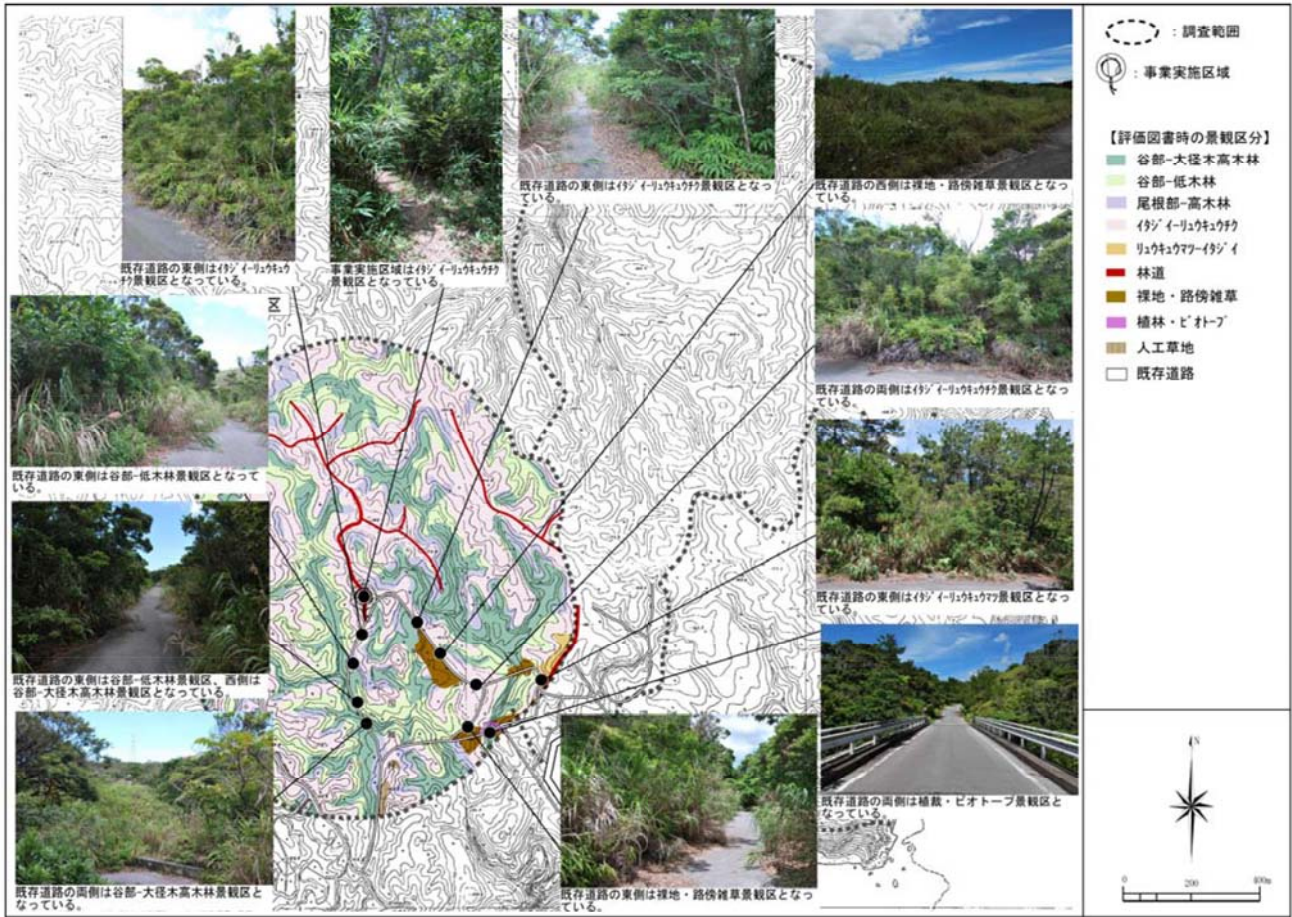 既存道路の東側はｲﾀｼﾞｲｰﾘｭｳｷｭｳ
ﾁｸ景観区となっている。
事業実施区域はｲﾀｼﾞｲｰﾘｭｳｷｭｳﾁｸ
景観区となっている。
既存道路の東側はｲﾀｼﾞｲｰﾘｭｳｷｭｳﾁｸ景観区となっ
ている。
既存道路の西側は裸地・路傍雑草景観区となっ
ている。
既存道路の東側は谷部-低木林景観区となって
いる。
既存道路の両側はｲﾀｼﾞｲｰﾘｭｳｷｭｳﾁｸ景観区となっ
ている。
既存道路の東側は谷部-低木林景観区、西側は
谷部-大径木高木林景観区となっている。
既存道路の東側はｲﾀｼﾞｲｰﾘｭｳｷｭｳﾏﾂ景観区となっ
ている。
既存道路の両側は谷部-大径木高木林景観区と
なっている。
既存道路の東側は裸地・路傍雑草景観区となっ
ている。
既存道路の両側は植栽・ビオトープ景観区と
なっている。
：調査範囲
：事業実施区域
【評価図書時の景観区分】
谷部-大径木高木林
谷部-低木林
尾根部-高木林
ｲﾀｼﾞｲｰﾘｭｳｷｭｳﾁｸ
ﾘｭｳｷｭｳﾏﾂｰｲﾀｼﾞｲ
林道
裸地・路傍雑草
植林・ﾋﾞｵﾄｰﾌﾞ
人工草地
既存道路
N
0 200 400m